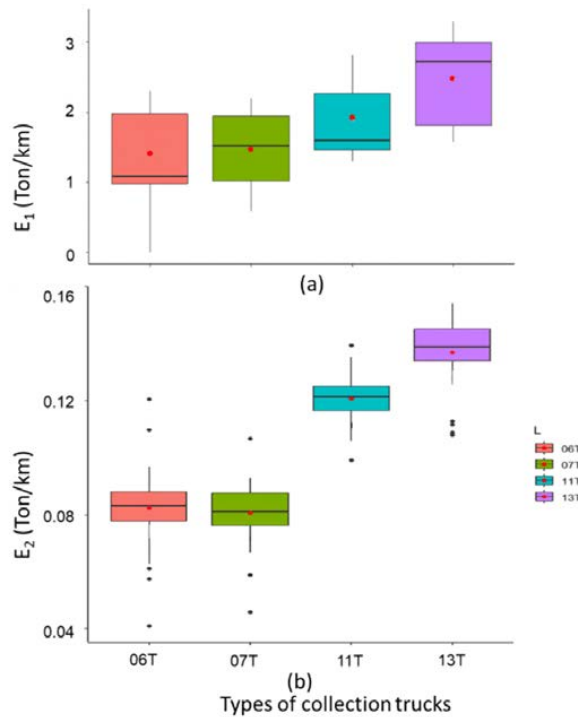 3
2
1
0
E1 (Ton/km)
(a)
0.16
0.12
0.08
0.04
E2 (Ton/km)
L
06T
07T
11T
13T
06T 07T 11T 13T
(b)
Types of collection trucks